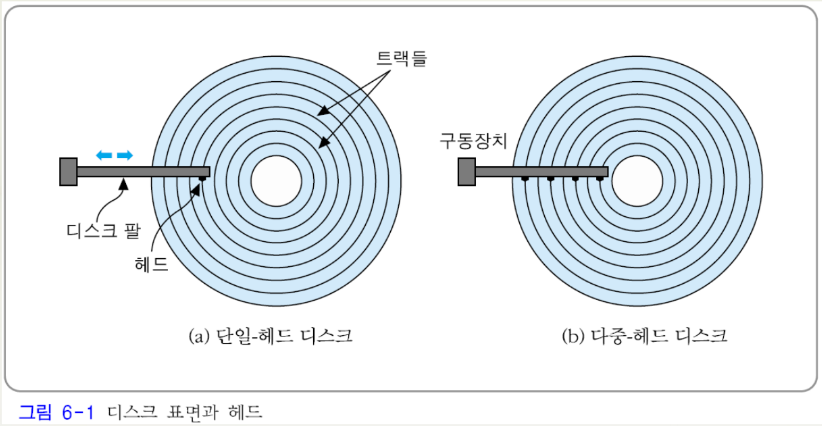 트랙들
구동장치
디스크 팔
헤드
(a) 단일-헤드 디스크
(b) 다중-헤드 디스크
그림 6-1 디스크 표면과 헤드